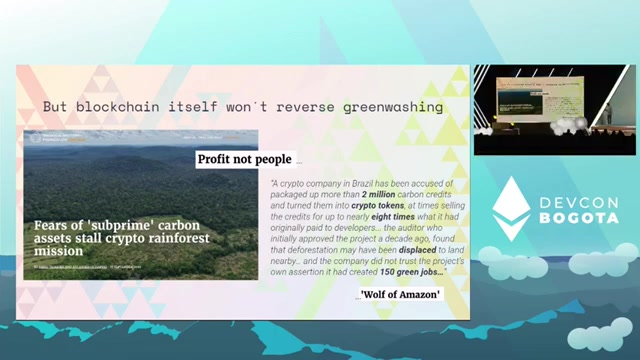 But blockchain itself won't reverse greenwashing
Profit not people ...
Fears of 'subprime' carbon
assets stall crypto rainforest
mission
"A crypto company in Brazil has been accused of
packaged up more than 2 million carbon credits
and turned them into crypto tokens, at times selling
the credits for up to nearly eight times what it had
originally paid to developers... the auditor who
initially approved the project a decade ago, found
that deforestation may have been displaced to land
nearby... and the company did not trust the project's
own assertion it had created 150 green jobs..."
...'Wolf of Amazon'
DEVCON
BOGOTA